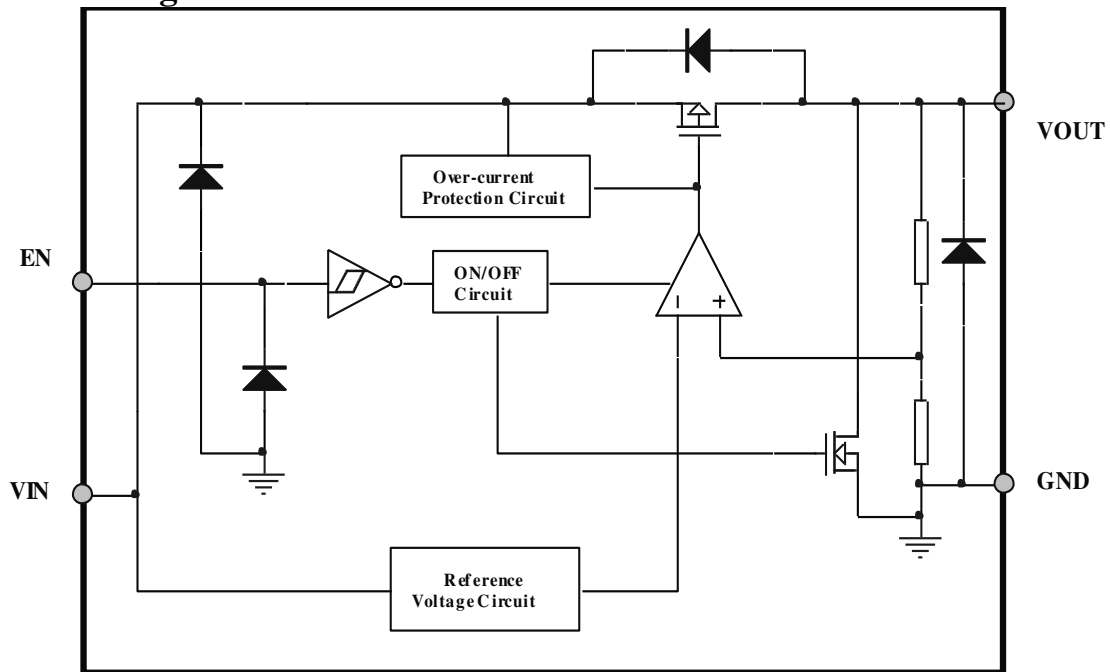 VOUT
Over-current
Protection Circuit
EN
ON/OFF
Circuit
VIN
GND
Reference
Voltage Circuit